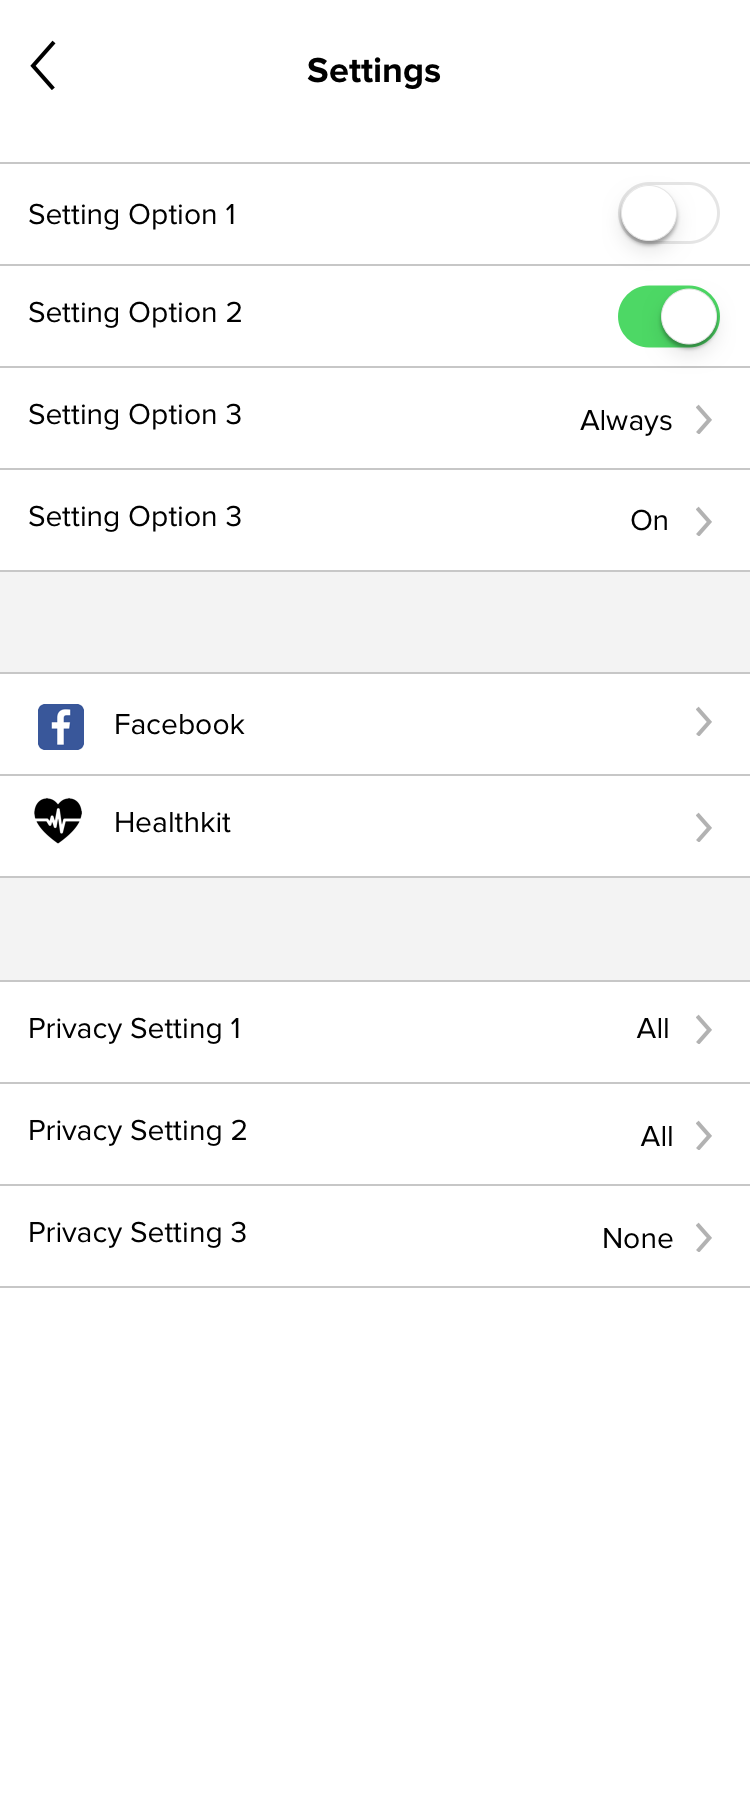 Settings
Setting Option 1
Setting Option 2
Setting Option 3 Always
Setting Option 3 On
f Facebook
Healthkit
Privacy Setting 1 All
Privacy Setting 2 All
Privacy Setting 3 None